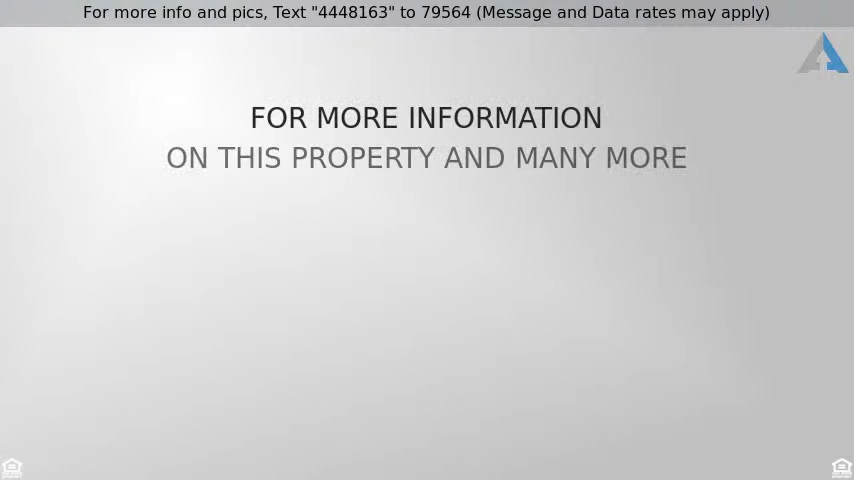 For more info and pics, Text "4448163" to 79564 (Message and Data rates may apply)
FOR MORE INFORMATION
ON THIS PROPERTY AND MANY MORE